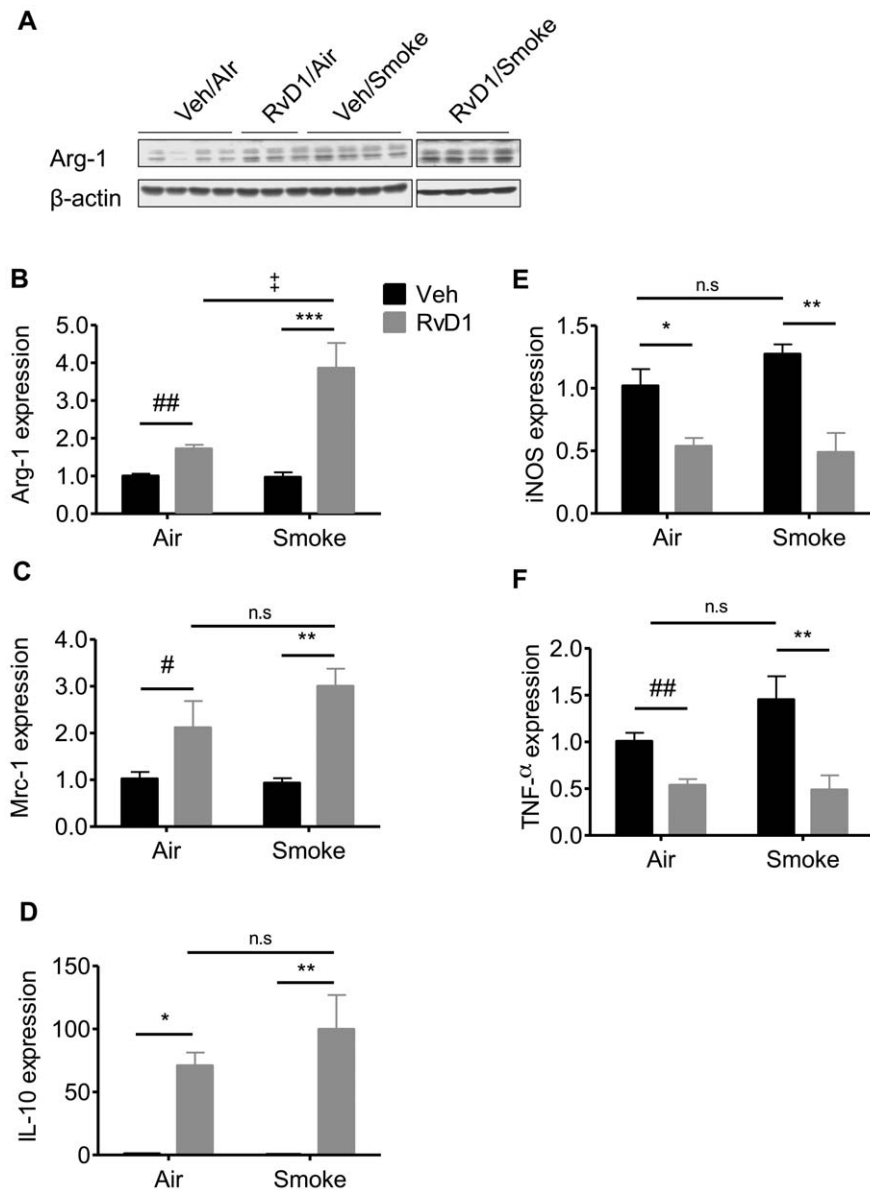 A
Veh/AIr
RvD1/Air
Veh/Smoke
RvD1/Smoke
Arg-1
β-actin
B
Arg-1 expression
5.0
4.0
3.0
2.0
1.0
0.0
##
***
‡
Air
Smoke
Veh
RvD1
C
Mrc-1 expression
4.0
3.0
2.0
1.0
0.0
#
**
n.s
Air
Smoke
D
IL-10 expression
150
100
50
0
*
**
n.s
Air
Smoke
E
iNOS expression
1.5
1.0
0.5
0.0
*
**
n.s
Air
Smoke
F
TNF-α expression
2.0
1.5
1.0
0.5
0.0
##
**
n.s
Air
Smoke